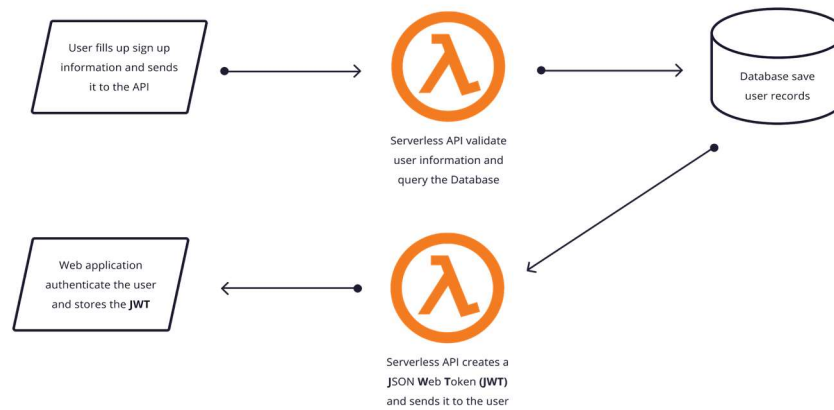 User fills up sign up
information and sends
it to the API
Serverless API validate
user information and
query the Database
Database save
user records
Serverless API creates a
JSON Web Token (JWT)
and sends it to the user
Web application
authenticate the user
and stores the JWT